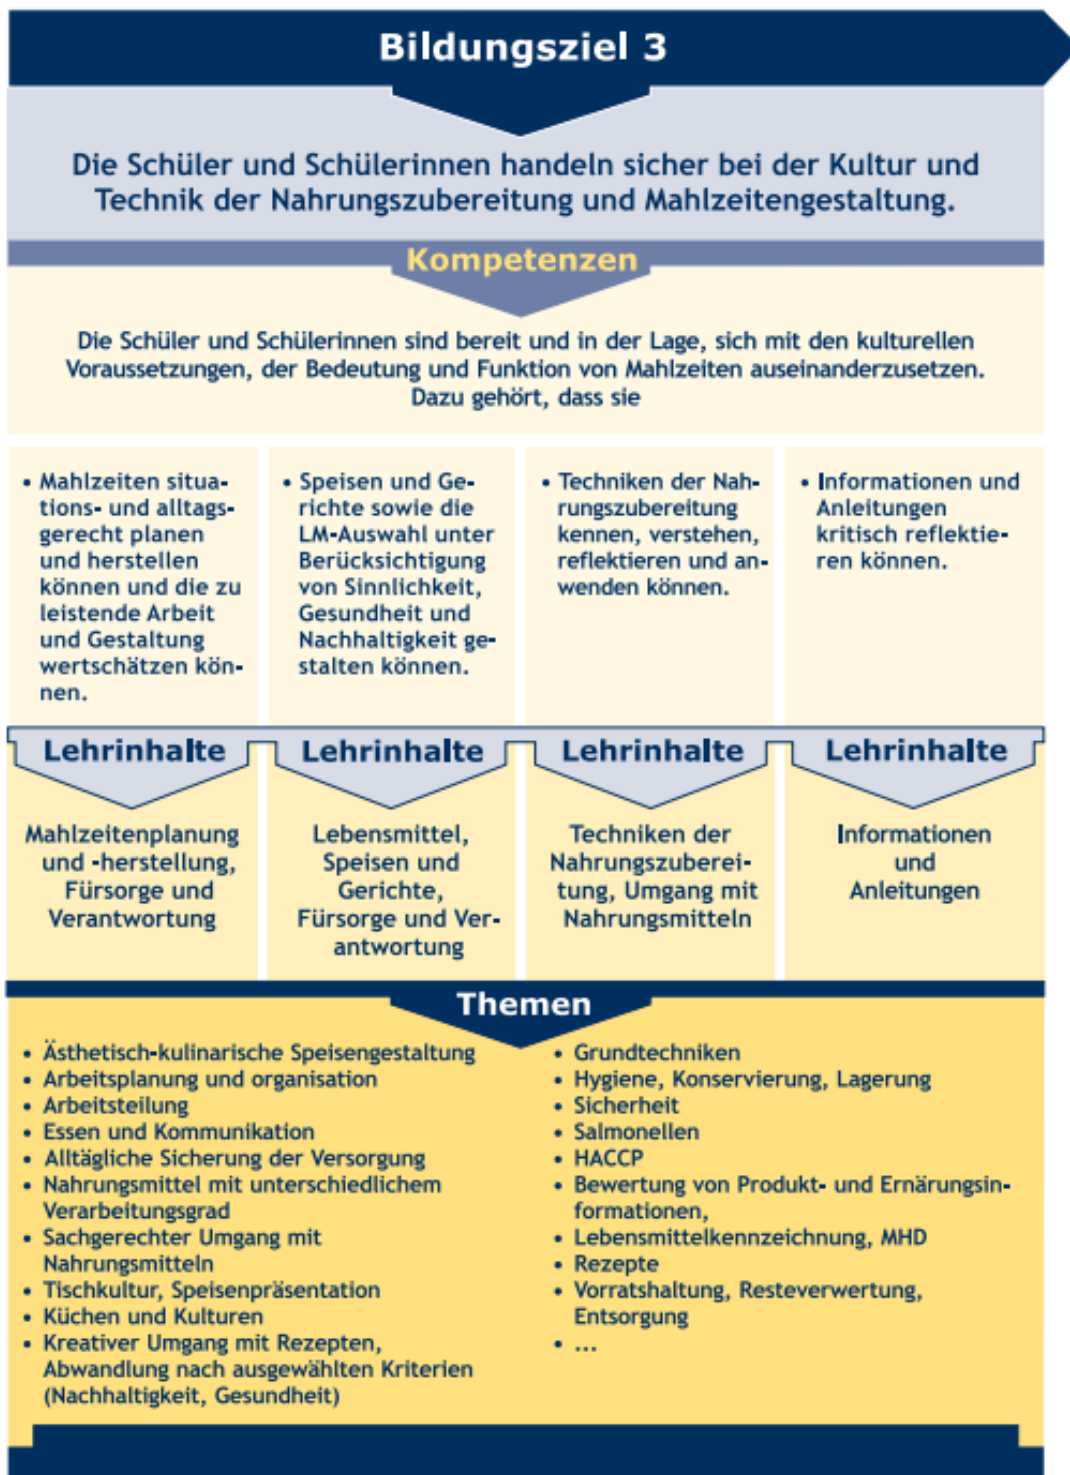 Bildungsziel 3
Die Schüler und Schülerinnen handeln sicher bei der Kultur und
Technik der Nahrungszubereitung und Mahlzeitengestaltung.
Kompetenzen
Die Schüler und Schülerinnen sind bereit und in der Lage, sich mit den kulturellen
Voraussetzungen, der Bedeutung und Funktion von Mahlzeiten auseinanderzusetzen.
Dazu gehört, dass sie
• Mahlzeiten situa-
tions- und alltags-
gerecht planen
und herstellen
können und die zu
leistende Arbeit
und Gestaltung
wertschätzen kön-
nen.
• Speisen und Ge-
richte sowie die
LM-Auswahl unter
Berücksichtigung
von Sinnlichkeit,
Gesundheit und
Nachhaltigkeit ge-
stalten können.
• Techniken der Nah-
rungszubereitung
kennen, verstehen,
reflektieren und an-
wenden können.
• Informationen und
Anleitungen
kritisch reflektie-
ren können.
Lehrinhalte
Mahlzeitenplanung
und -herstellung,
Fürsorge und
Verantwortung
Lehrinhalte
Lebensmittel,
Speisen und
Gerichte,
Fürsorge und Ver-
antwortung
Lehrinhalte
Techniken der
Nahrungszuberei-
tung, Umgang mit
Nahrungsmitteln
Lehrinhalte
Informationen
und
Anleitungen
Themen
• Ästhetisch-kulinarische Speisengestaltung
• Arbeitsplanung und organisation
• Arbeitsteilung
• Essen und Kommunikation
• Alltägliche Sicherung der Versorgung
• Nahrungsmittel mit unterschiedlichem
Verarbeitungsgrad
• Sachgerechter Umgang mit
Nahrungsmitteln
• Tischkultur, Speisenpräsentation
• Küchen und Kulturen
• Kreativer Umgang mit Rezepten,
Abwandlung nach ausgewählten Kriterien
(Nachhaltigkeit, Gesundheit)
• Grundtechniken
• Hygiene, Konservierung, Lagerung
• Sicherheit
• Salmonellen
• HACCP
• Bewertung von Produkt- und Ernärungsin-
formationen,
• Lebensmittelkennzeichnung, MHD
• Rezepte
• Vorratshaltung, Resteverwertung,
Entsorgung
• ...